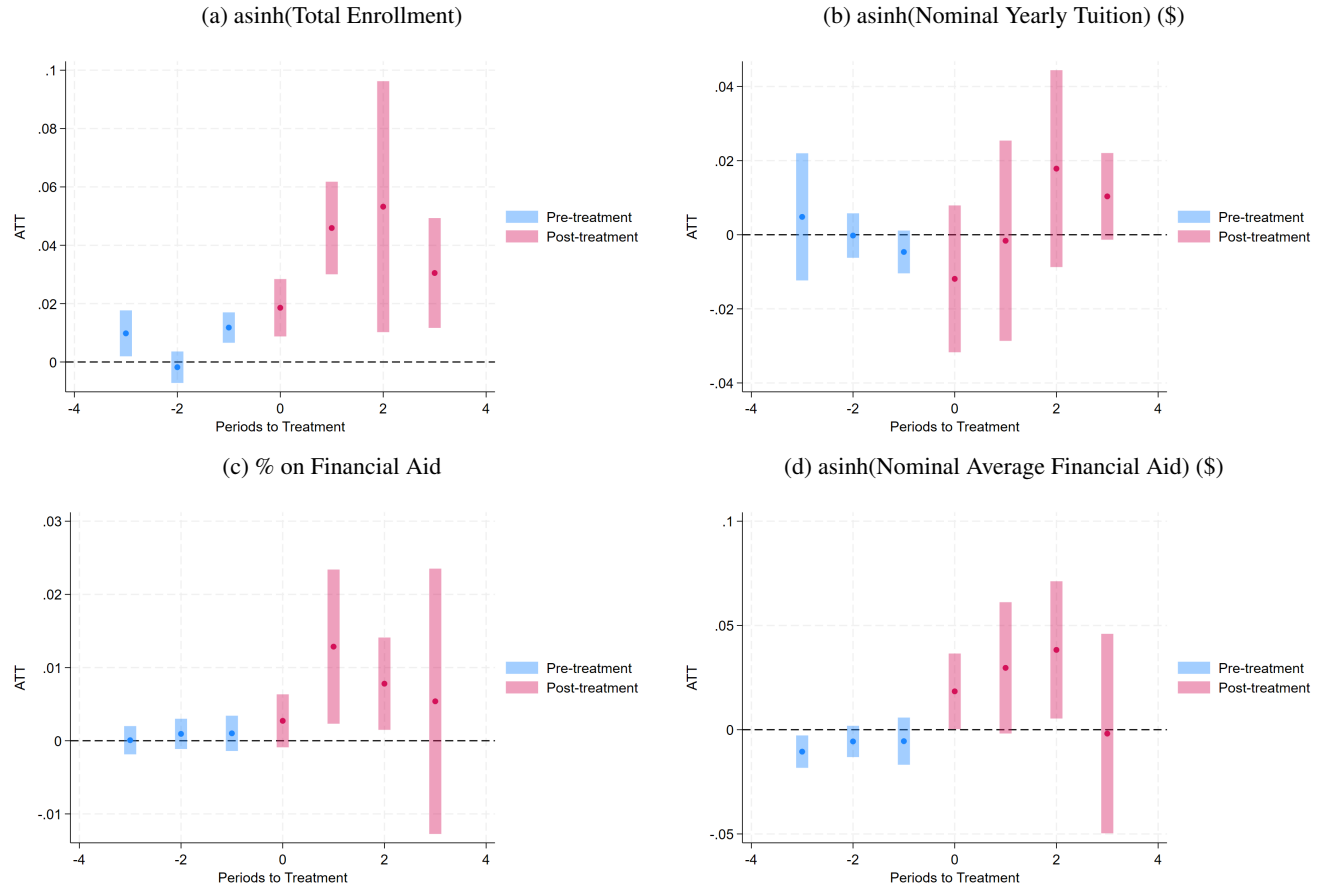 (a) asinh(Total Enrollment)
.1
.08
.06
.04
.02
0
ATT
-4 -2 0 2 4
Periods to Treatment
Pre-treatment
Post-treatment
(b) asinh(Nominal Yearly Tuition) ($)
.04
.02
0
-.02
-.04
ATT
-4 -2 0 2 4
Periods to Treatment
Pre-treatment
Post-treatment
(c) % on Financial Aid
.03
.02
.01
0
-.01
ATT
-4 -2 0 2 4
Periods to Treatment
Pre-treatment
Post-treatment
(d) asinh(Nominal Average Financial Aid) ($)
.1
.05
0
-.05
ATT
-4 -2 0 2 4
Periods to Treatment
Pre-treatment
Post-treatment